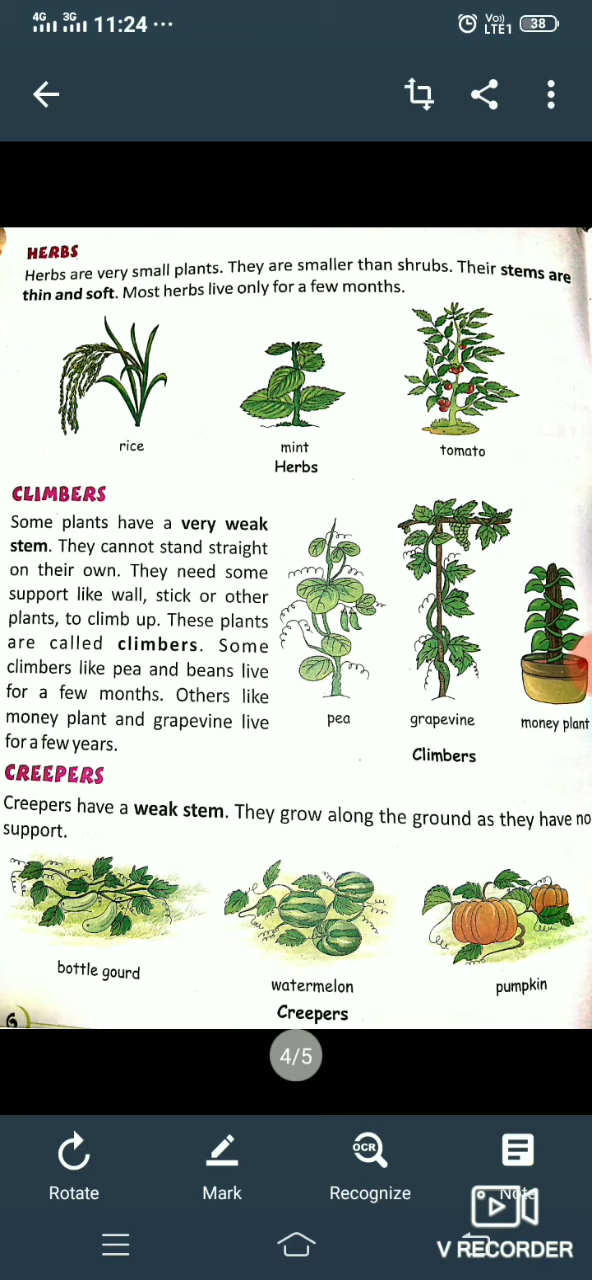 4G 3G 11:24 ··· Vo)) LTE1 38
HERBS
Herbs are very small plants. They are smaller than shrubs. Their stems are
thin and soft. Most herbs live only for a few months.
rice
mint
tomato
Herbs
CLIMBERS
Some plants have a very weak
stem. They cannot stand straight
on their own. They need some
support like wall, stick or other
plants, to climb up. These plants
are called climbers. Some
climbers like pea and beans live
for a few months. Others like
money plant and grapevine live
for a few years.
pea
grapevine
money plant
Climbers
CREEPERS
Creepers have a weak stem. They grow along the ground as they have no
support.
bottle gourd
watermelon
pumpkin
Creepers
6
4/5
OCR
Rotate
Mark
Recognize
Note
V RECORDER